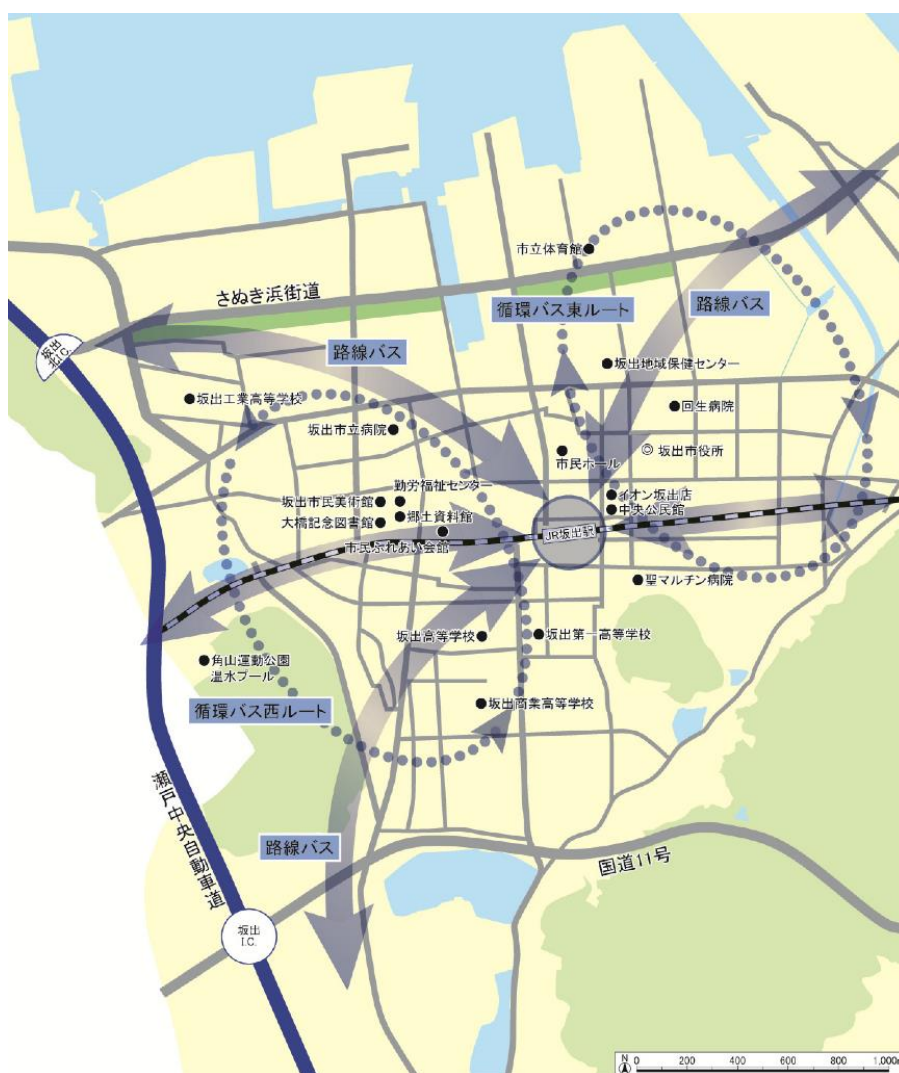 市立体育館
さぬき浜街道
循環バス東ルート
路線バス
坂出
北I.C.
路線バス
坂出地域保健センター
坂出工業高等学校
回生病院
坂出市立病院
市民ホール
坂出市役所
勤労福祉センター
坂出市民美術館
イオン坂出店
郷土資料館
中央公民館
大橋記念図書館
JR坂出駅
市民ふれあい会館
聖マルチン病院
坂出高等学校
坂出第一高等学校
角山運動公園
温水プール
坂出商業高等学校
循環バス西ルート
瀬戸中央自動車道
路線バス
国道11号
坂出
I.C.
N 0 200 400 600 800 1,000m